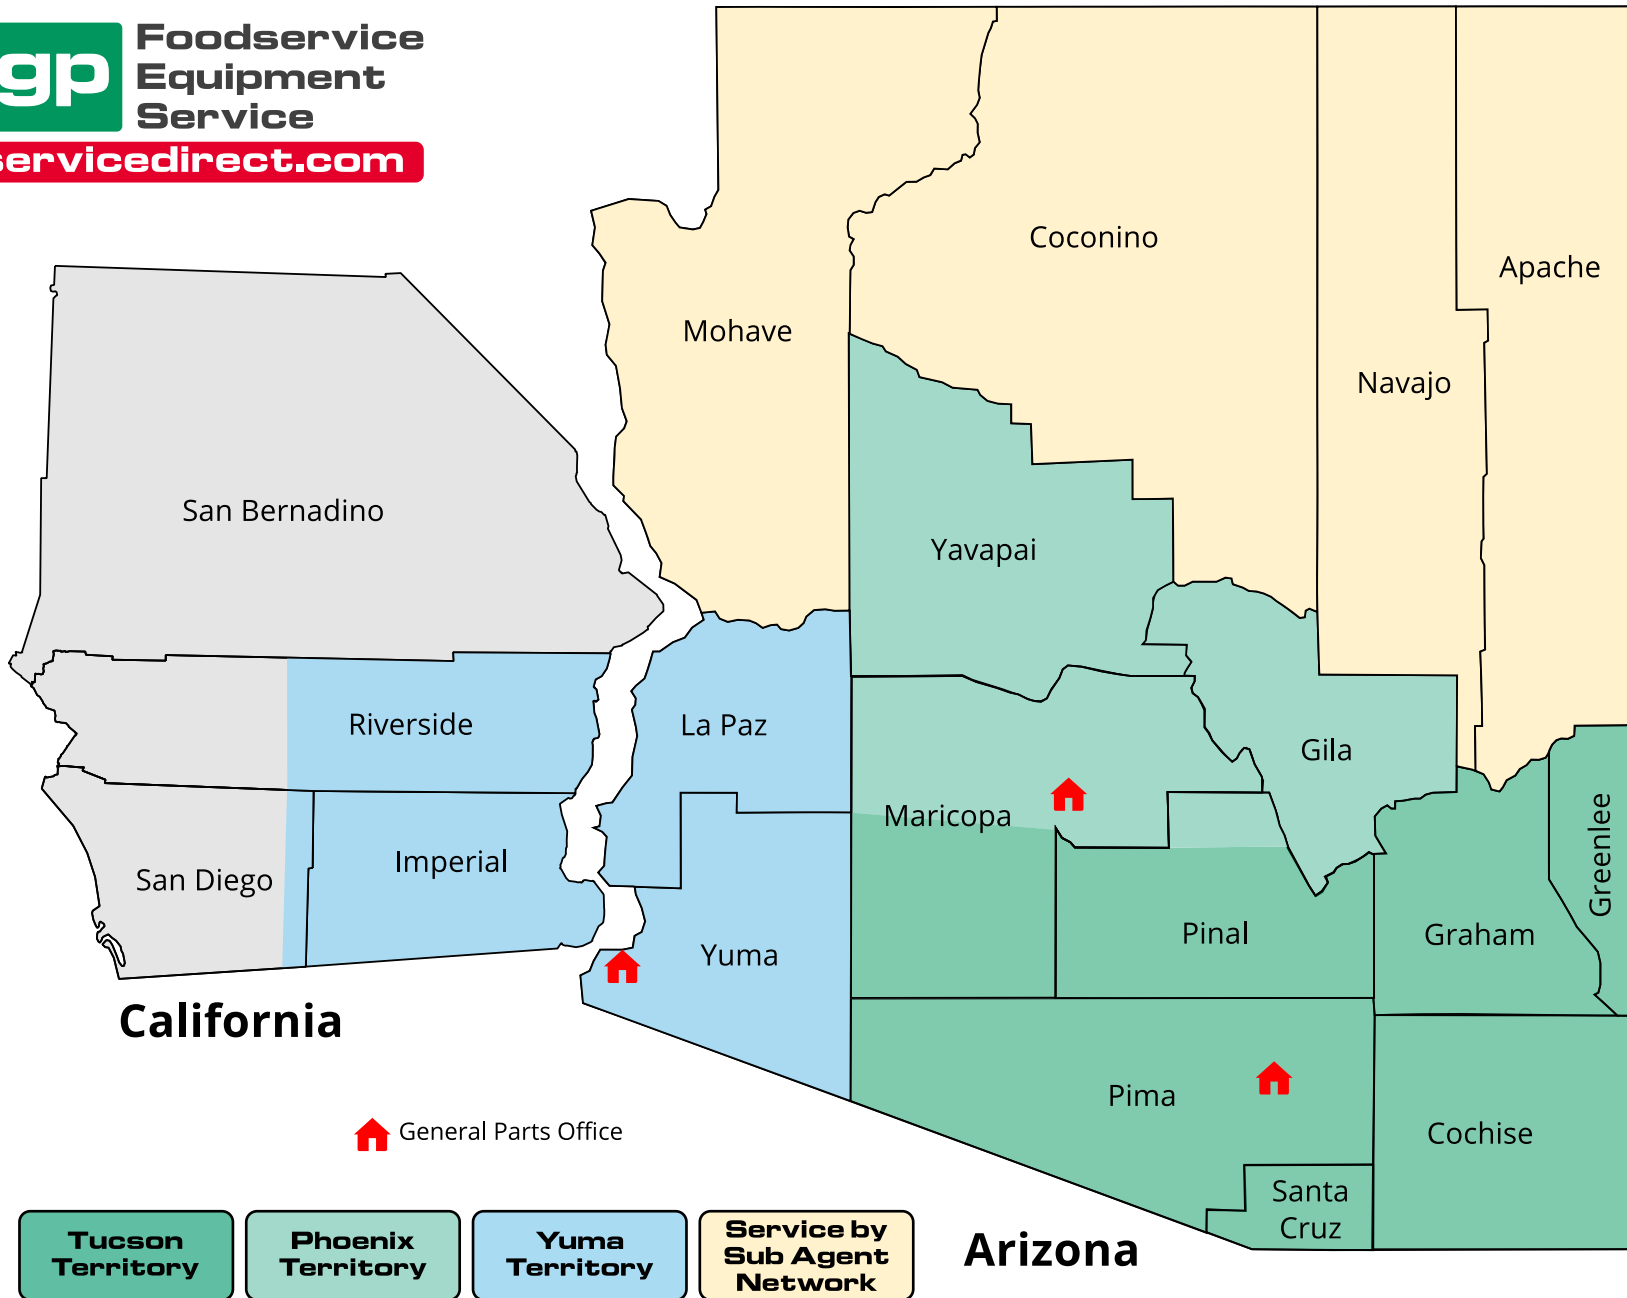 gp
Foodservice
Equipment
Service
servicedirect.com
Coconino
Apache
Mohave
Navajo
San Bernadino
Yavapai
Riverside
La Paz
Gila
Maricopa
Greenlee
Imperial
San Diego
Pinal
Graham
Yuma
California
Pima
General Parts Office
Cochise
Santa
Cruz
Arizona
Tucson
Territory
Phoenix
Territory
Yuma
Territory
Service by
Sub Agent
Network